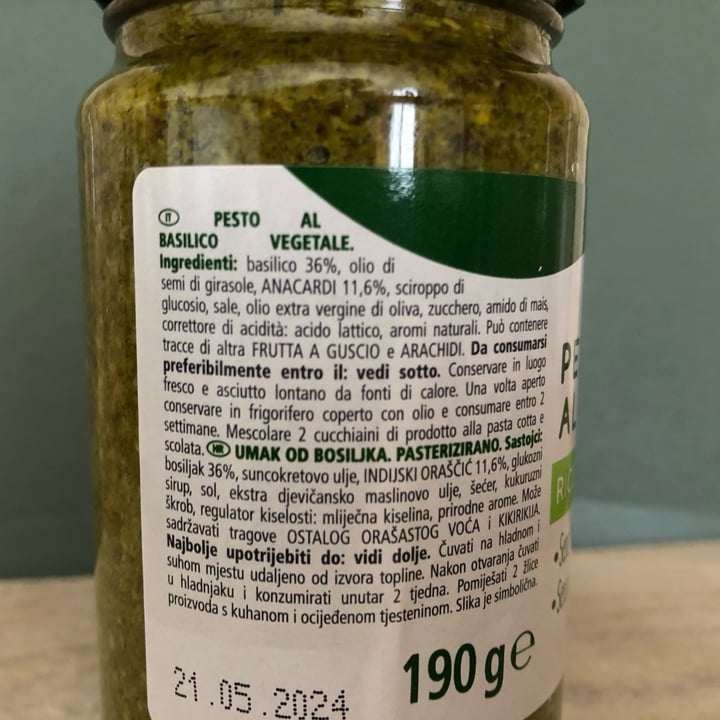 IT PESTO AL
BASILICO VEGETALE.
Ingredienti: basilico 36%, olio di
semi di girasole, ANACARDI 11,6%, sciroppo di
glucosio, sale, olio extra vergine di oliva, zucchero, amido di mais,
correttore di acidità: acido lattico, aromi naturali. Può contenere
tracce di altra FRUTTA A GUSCIO e ARACHIDI. Da consumarsi
preferibilmente entro il: vedi sotto. Conservare in luogo
fresco e asciutto lontano da fonti di calore. Una volta aperto
conservare in frigorifero coperto con olio e consumare entro 2
settimane. Mescolare 2 cucchiaini di prodotto alla pasta cotta e
scolata. HR UMAK OD BOSILJKA. PASTERIZIRANO. Sastojci:
bosiljak 36%, suncokretovo ulje, INDIJSKI ORAŠČIĆ 11,6%, glukozni
sirup, sol, ekstra djevičansko maslinovo ulje, šećer, kukuruzni
škrob, regulator kiselosti: mliječna kiselina, prirodne arome. Može
sadržavati tragove OSTALOG ORAŠASTOG VOĆA i KIKIRIKIJA.
Najbolje upotrijebiti do: vidi dolje. Čuvati na hladnom i
suhom mjestu udaljeno od izvora topline. Nakon otvaranja čuvati
u hladnjaku i konzumirati unutar 2 tjedna. Pomiješati 2 žlice
proizvoda s kuhanom i ocijeđenom tjesteninom. Slika je simbolična.
190 g e
21.05.2024
PE
AL